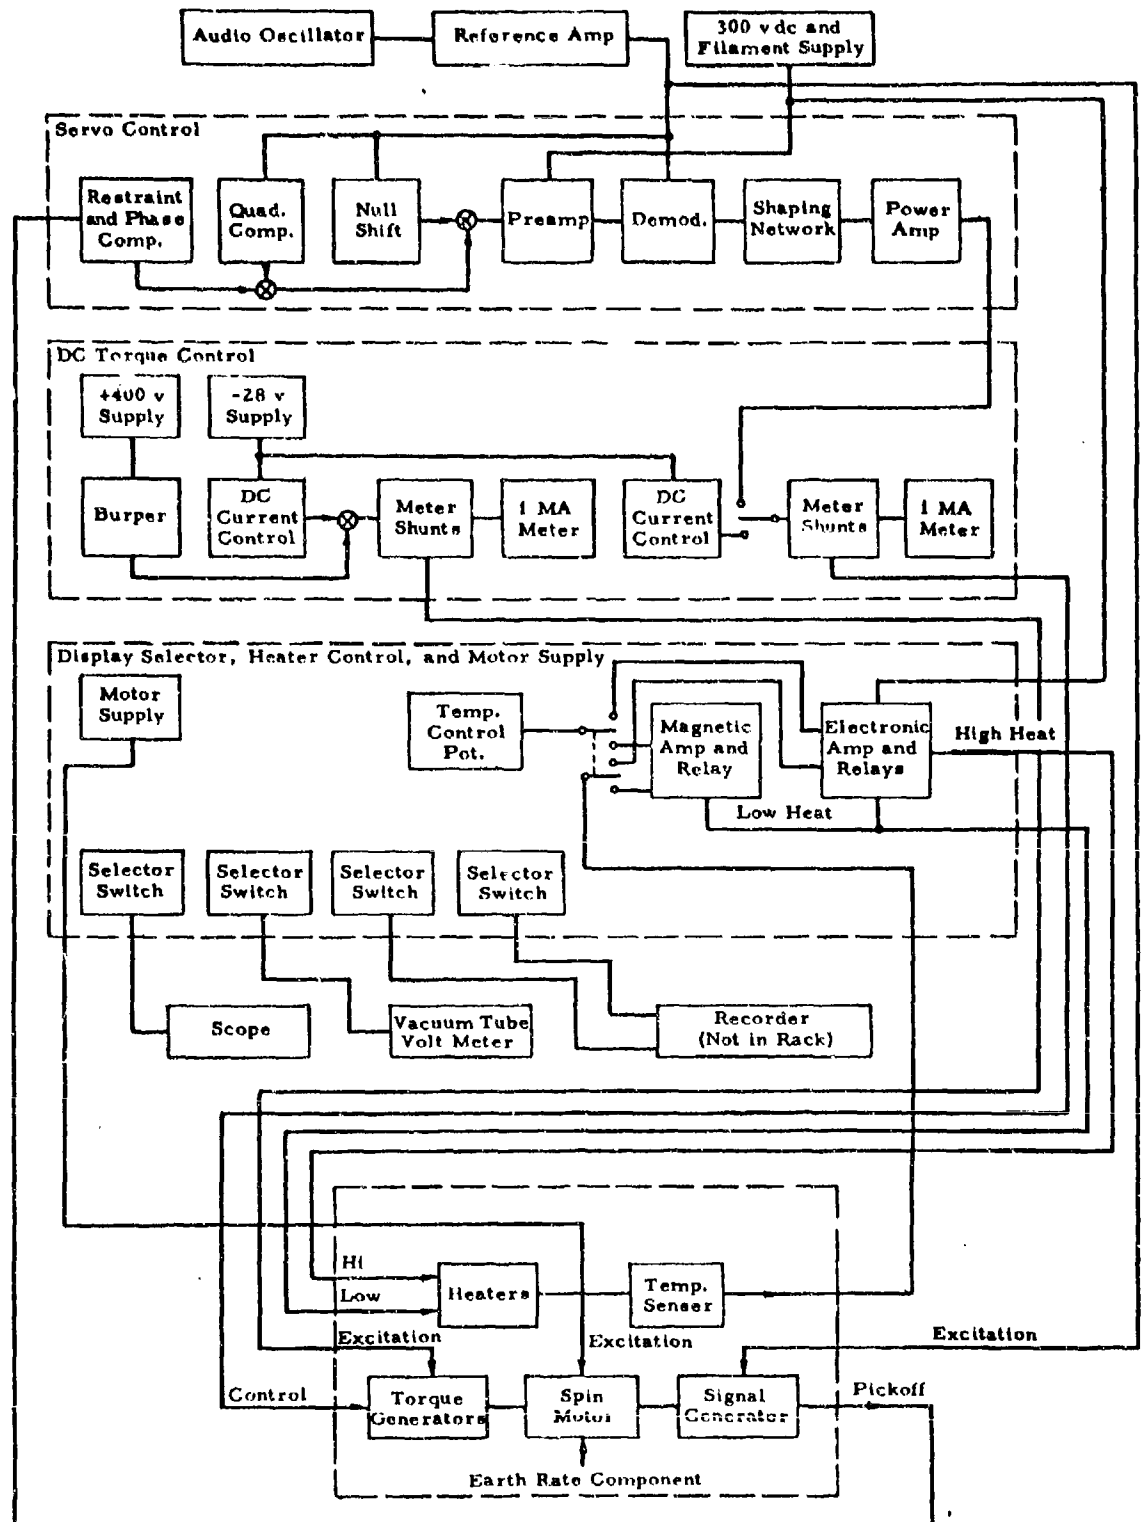 Audio Oscillator
Reference Amp
300 vdc and
Filament Supply
Servo Control
Restraint
and Phase
Comp.
Quad.
Comp.
Null
Shift
Preamp
Demod.
Shaping
Network
Power
Amp
DC Torque Control
+400 v
Supply
-28 v
Supply
Burper
DC
Current
Control
Meter
Shunts
1 MA
Meter
DC
Current
Control
Meter
Shunts
1 MA
Meter
Display Selector, Heater Control, and Motor Supply
Motor
Supply
Temp.
Control
Pot.
Magnetic
Amp and
Relay
Electronic
Amp and
Relays
High Heat
Low Heat
Selector
Switch
Selector
Switch
Selector
Switch
Selector
Switch
Scope
Vacuum Tube
Volt Meter
Recorder
(Not in Rack)
Hi
Low
Heaters
Temp.
Senser
Excitation
Excitation
Excitation
Control
Torque
Generators
Spin
Motor
Signal
Generator
Pickoff
Earth Rate Component